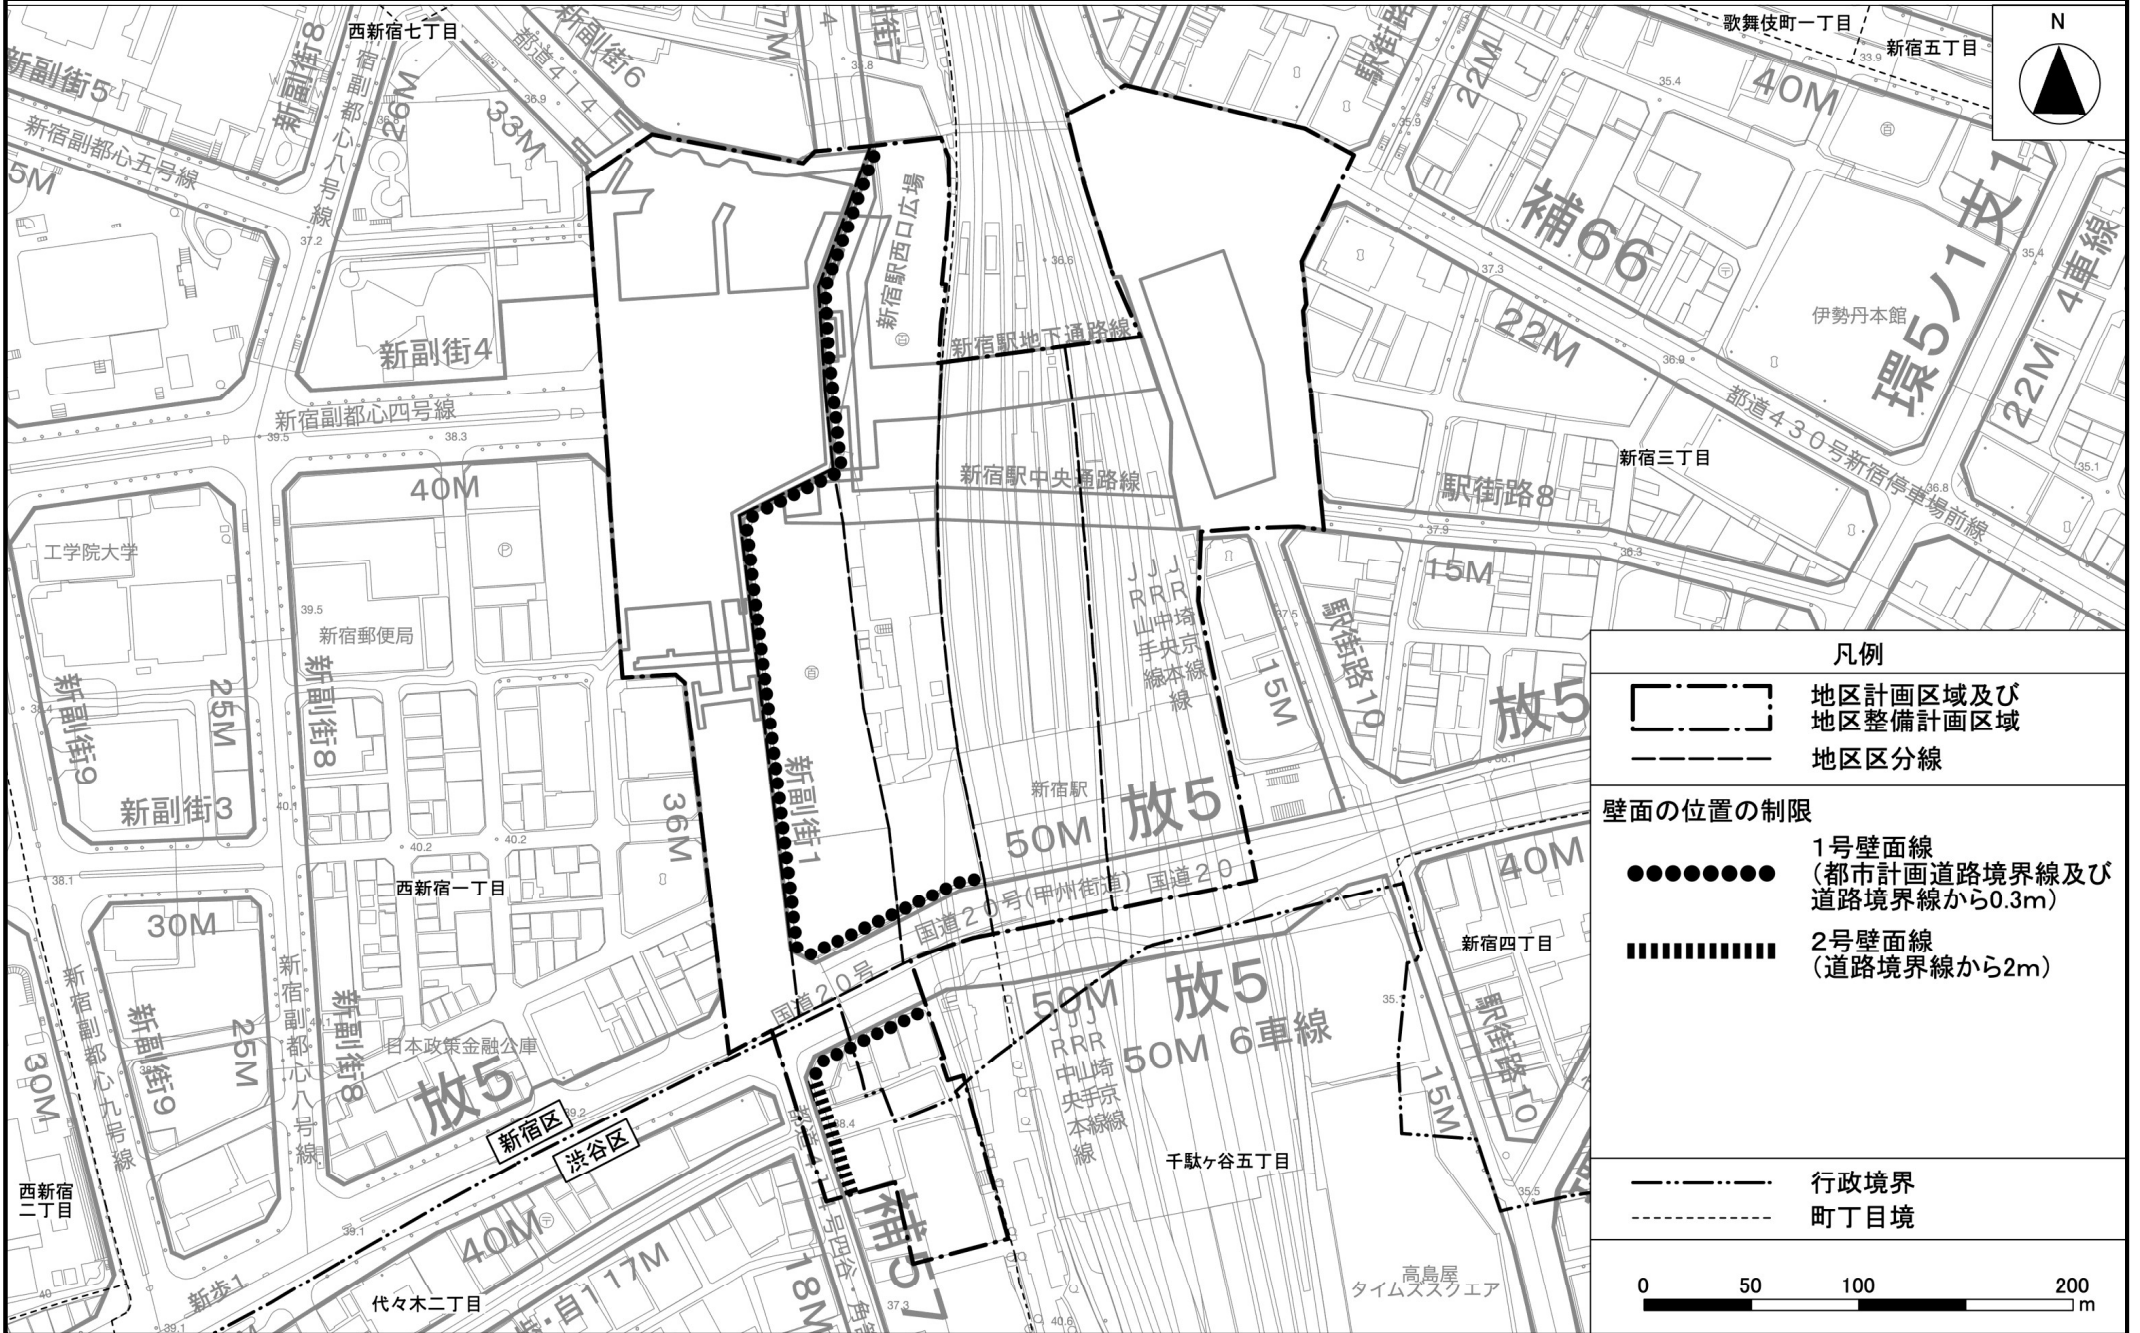 西新宿七丁目
歌舞伎町一丁目
新宿五丁目
N
新副街5
新副街8
宿副都心八号線
26M
都道414
新副街6
33M
17M
4
街7
駅街路
22M
40M
新宿副都心五号線
5M
補66
環5ノ1支1
4車線
22M
伊勢丹本館
22M
新宿駅西口広場
新宿駅地下通路線
新副街4
新宿副都心四号線
都道430号新宿停車場前線
新宿三丁目
新宿駅中央通路線
駅街路8
40M
工学院大学
15M
新宿郵便局
JR山手線
JR中央本線
JR埼京線
駅街路10
15M
新副街9
25M
新副街8
新副街3
36M
新副街1
新宿駅
50M
放5
放5
国道20号(甲州街道)
国道20
40M
西新宿一丁目
30M
新宿四丁目
新宿副都心九号線
新副街9
25M
新宿副都心八号線
新副街8
日本政策金融公庫
放5
国道20号
50M
放5
50M 6車線
JR中央本線
JR山手線
JR埼京線
駅街路10
15M
30M
新宿区
渋谷区
千駄ヶ谷五丁目
西新宿
二丁目
40M
補57
18M
17M
新歩1
代々木二丁目
高島屋
タイムズスクエア
凡例
地区計画区域及び
地区整備計画区域
地区区分線
壁面の位置の制限
1号壁面線
(都市計画道路境界線及び
道路境界線から0.3m)
2号壁面線
(道路境界線から2m)
行政境界
町丁目境
0 50 100 200
m